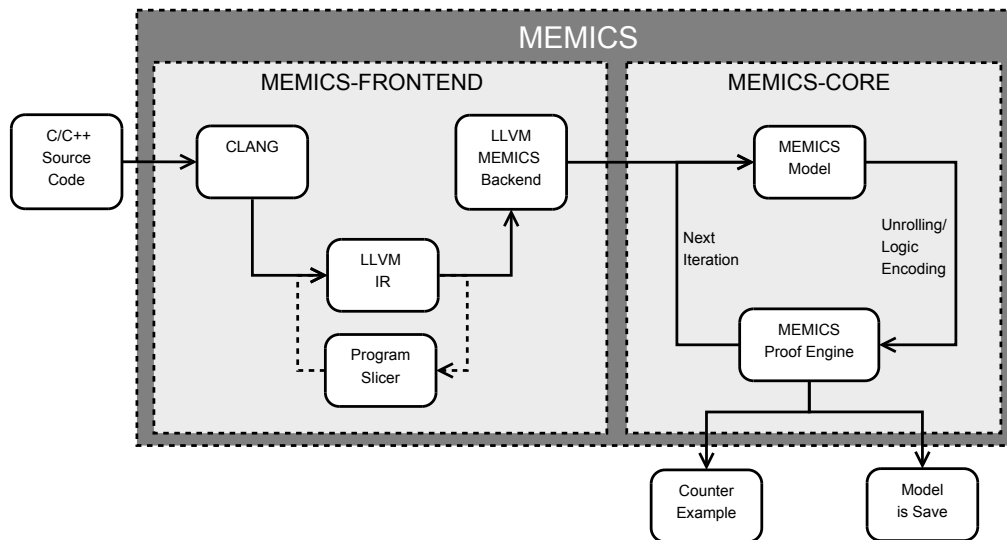 MEMICS
MEMICS-FRONTEND
MEMICS-CORE
C/C++
Source
Code
CLANG
LLVM
MEMICS
Backend
MEMICS
Model
LLVM
IR
Next
Iteration
Unrolling/
Logic
Encoding
Program
Slicer
MEMICS
Proof Engine
Counter
Example
Model
is Save